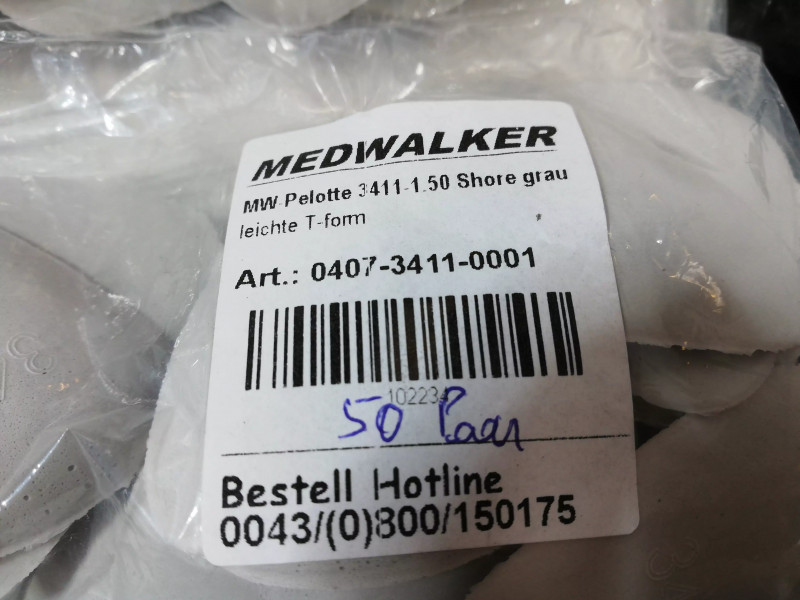 MEDWALKER
MW-Pelotte 3411-1.50 Shore grau
leichte T-form
Art.: 0407-3411-0001
102234
50 Paar
Bestell Hotline
0043/(0)800/150175